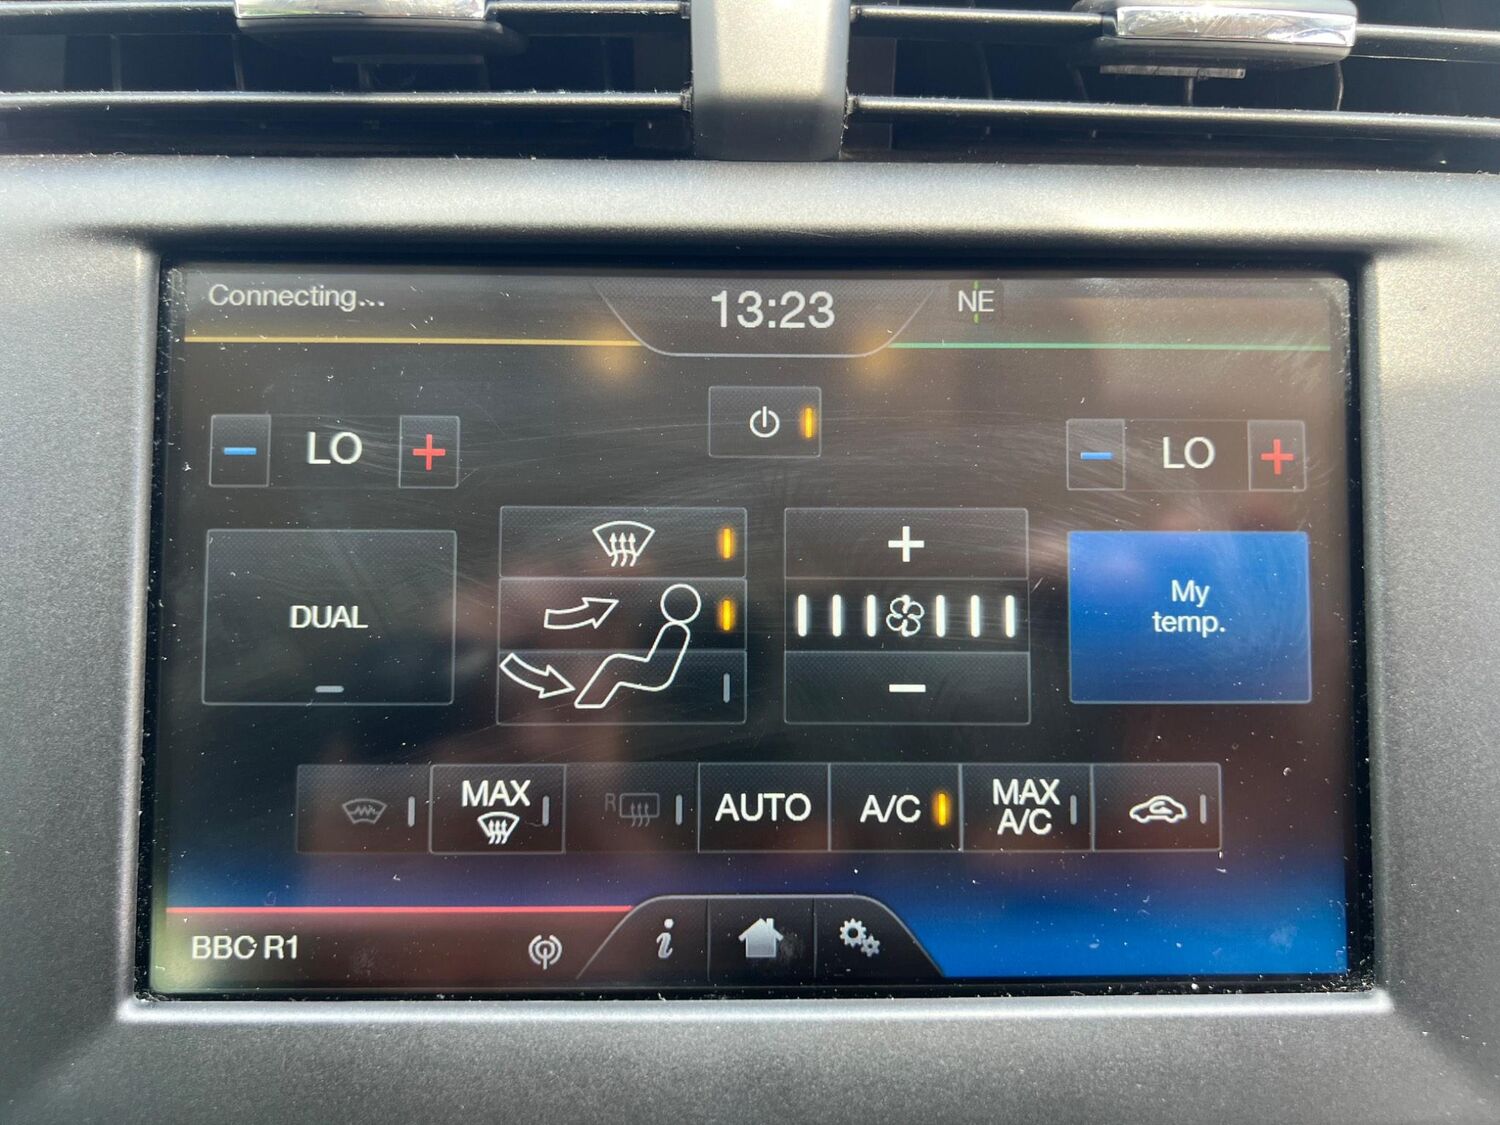 Connecting...
13:23
NE
LO
LO
DUAL
My
temp.
MAX
R
AUTO
A/C
MAX
A/C
BBC R1
i